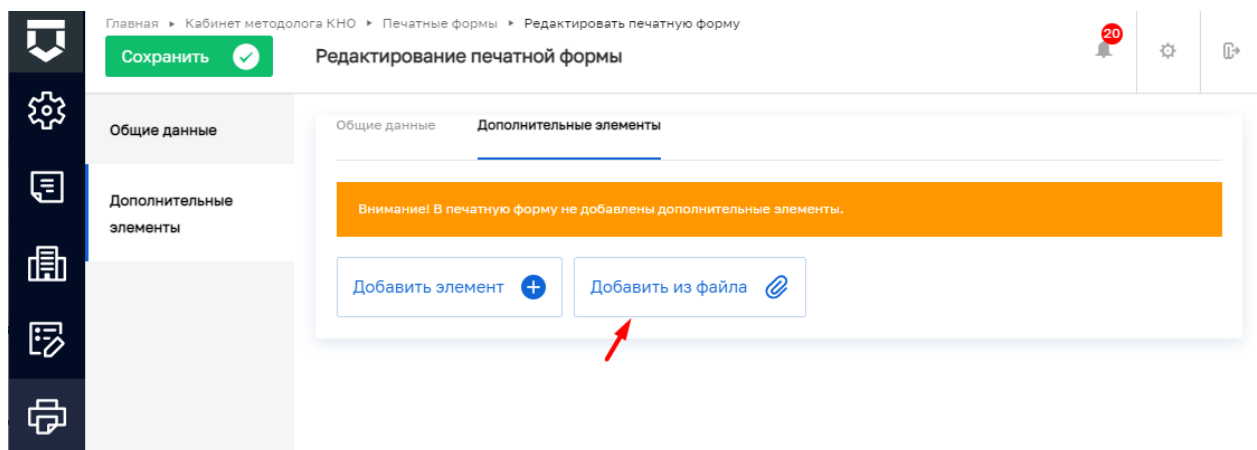 Главная ▸ Кабинет методолога КНО ▸ Печатные формы ▸ Редактировать печатную форму
20
Сохранить
Редактирование печатной формы
Общие данные
Дополнительные
элементы
Общие данные Дополнительные элементы
Внимание! В печатную форму не добавлены дополнительные элементы.
Добавить элемент Добавить из файла